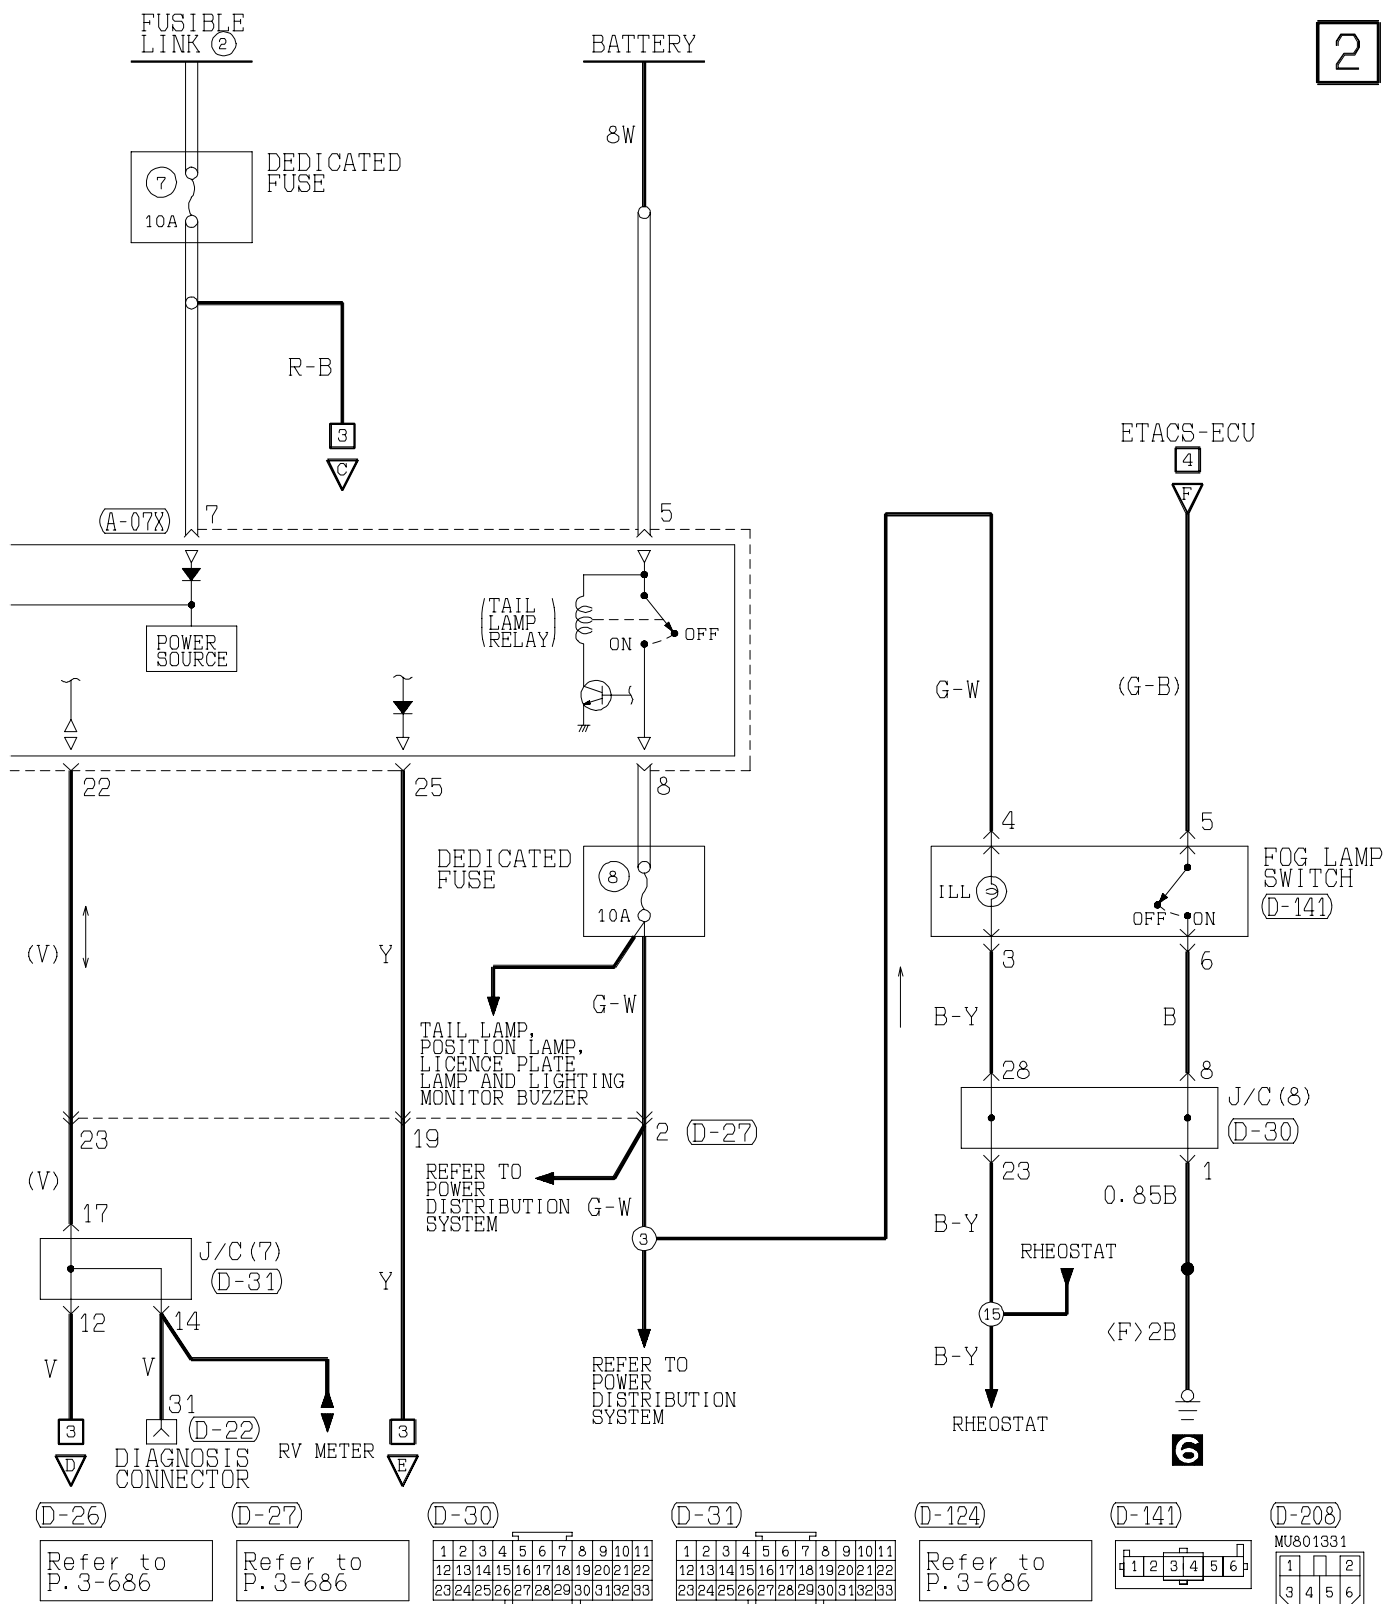 FUSIBLE
LINK 2
BATTERY
2
8W
DEDICATED
FUSE
7
10A
R-B
3
C
ETACS-ECU
4
F
(A-07X)
7
5
(TAIL
LAMP
RELAY)
OFF
ON
POWER
SOURCE
G-W
(G-B)
22
25
8
4
5
DEDICATED
FUSE
8
10A
FOG LAMP
SWITCH
(D-141)
ILL
OFF
ON
(V)
Y
3
6
G-W
B-Y
B
TAIL LAMP,
POSITION LAMP,
LICENCE PLATE
LAMP AND LIGHTING
MONITOR BUZZER
28
8
J/C(8)
(D-30)
23
19
2
(D-27)
REFER TO
POWER
DISTRIBUTION
SYSTEM
(V)
G-W
23
1
0.85B
17
B-Y
3
J/C(7)
(D-31)
Y
RHEOSTAT
12
14
15
<F>2B
V
V
B-Y
REFER TO
POWER
DISTRIBUTION
SYSTEM
31
(D-22)
3
D
DIAGNOSIS
CONNECTOR
RV METER
3
E
RHEOSTAT
6
(D-26)
(D-27)
(D-30)
(D-31)
(D-124)
(D-141)
(D-208)
MU801331
Refer to
P.3-686
Refer to
P.3-686
1 2 3 4 5 6 7 8 9 10 11
12 13 14 15 16 17 18 19 20 21 22
23 24 25 26 27 28 29 30 31 32 33
1 2 3 4 5 6 7 8 9 10 11
12 13 14 15 16 17 18 19 20 21 22
23 24 25 26 27 28 29 30 31 32 33
Refer to
P.3-686
1 2 3 4 5 6
1 2
3 4 5 6